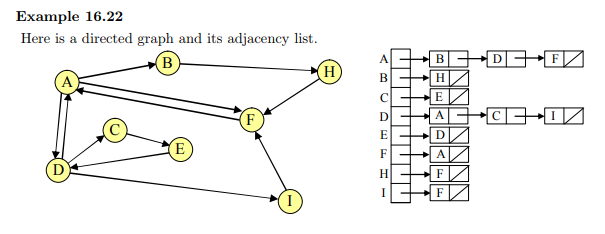 Example 16.22
Here is a directed graph and its adjacency list.
B
H
A
F
C
E
D
I
A B D F
B H
C E
D A C I
E D
F A
H F
I F